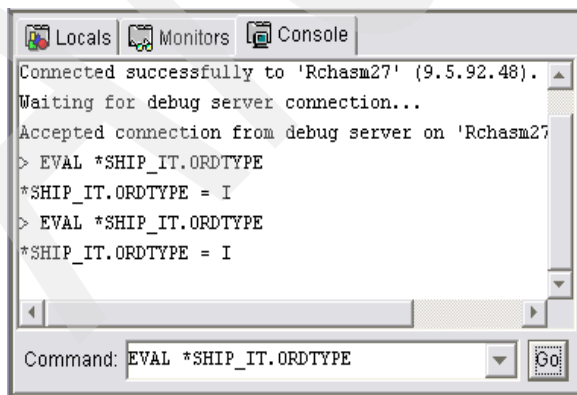 Locals Monitors Console
Connected successfully to 'Rchasm27' (9.5.92.48).
Waiting for debug server connection...
Accepted connection from debug server on 'Rchasm27
> EVAL *SHIP_IT.ORDTYPE
*SHIP_IT.ORDTYPE = I
> EVAL *SHIP_IT.ORDTYPE
*SHIP_IT.ORDTYPE = I
Command: EVAL *SHIP_IT.ORDTYPE Go